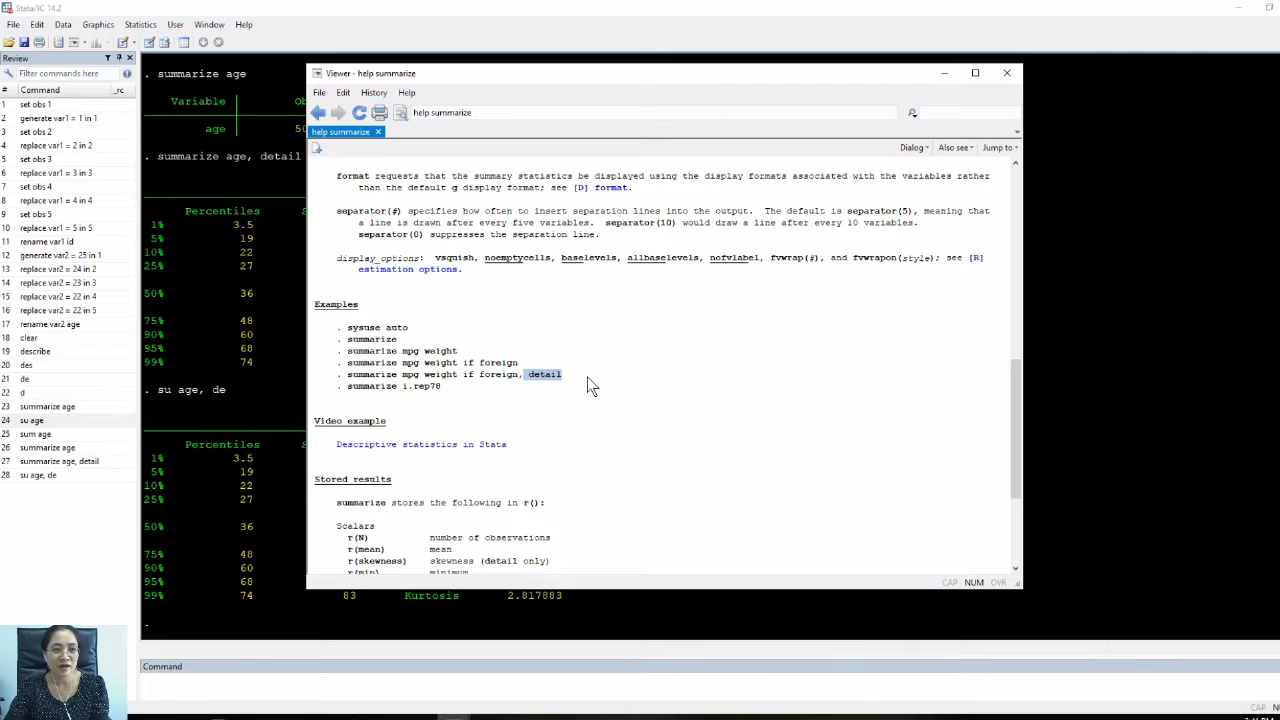 Stata/IC 14.2
File Edit Data Graphics Statistics User Window Help
Review
Filter commands here
# Command _rc
1 set obs 1
2 generate var1 = 1 in 1
3 set obs 2
4 replace var1 = 2 in 2
5 set obs 3
6 replace var1 = 3 in 3
7 set obs 4
8 replace var1 = 4 in 4
9 set obs 5
10 replace var1 = 5 in 5
11 rename var1 id
12 generate var2 = 25 in 1
13 replace var2 = 24 in 2
14 replace var2 = 23 in 3
15 replace var2 = 22 in 4
16 replace var2 = 22 in 5
17 rename var2 age
18 clear
19 describe
20 des
21 de
22 d
23 summarize age
24 su age
25 sum age
26 summarize age
27 summarize age, detail
28 su age, de
. summarize age
Variable
age
. summarize age, detail
Percentiles
1% 3.5
5% 19
10% 22
25% 27
50% 36
75% 48
90% 60
95% 68
99% 74
. su age, de
Percentiles
1% 3.5
5% 19
10% 22
25% 27
50% 36
75% 48
90% 60
95% 68
99% 74 83 Kurtosis 2.817883
.
Command
Viewer - help summarize
File Edit History Help
help summarize
help summarize ×
Dialog Also see Jump to
format requests that the summary statistics be displayed using the display formats associated with the variables rather
than the default g display format; see [D] format.
separator(#) specifies how often to insert separation lines into the output. The default is separator(5), meaning that
a line is drawn after every five variables. separator(10) would draw a line after every 10 variables.
separator(0) suppresses the separation line.
display_options: vsquish, noemptycells, baselevels, allbaselevels, nofvlabel, fvwrap(#), and fvwrapon(style); see [R]
estimation options.
Examples
. sysuse auto
. summarize
. summarize mpg weight
. summarize mpg weight if foreign
. summarize mpg weight if foreign, detail
. summarize i.rep78
Video example
Descriptive statistics in Stata
Stored results
summarize stores the following in r():
Scalars
r(N) number of observations
r(mean) mean
r(skewness) skewness (detail only)
r(min) minimum
CAP NUM OVR
CAP